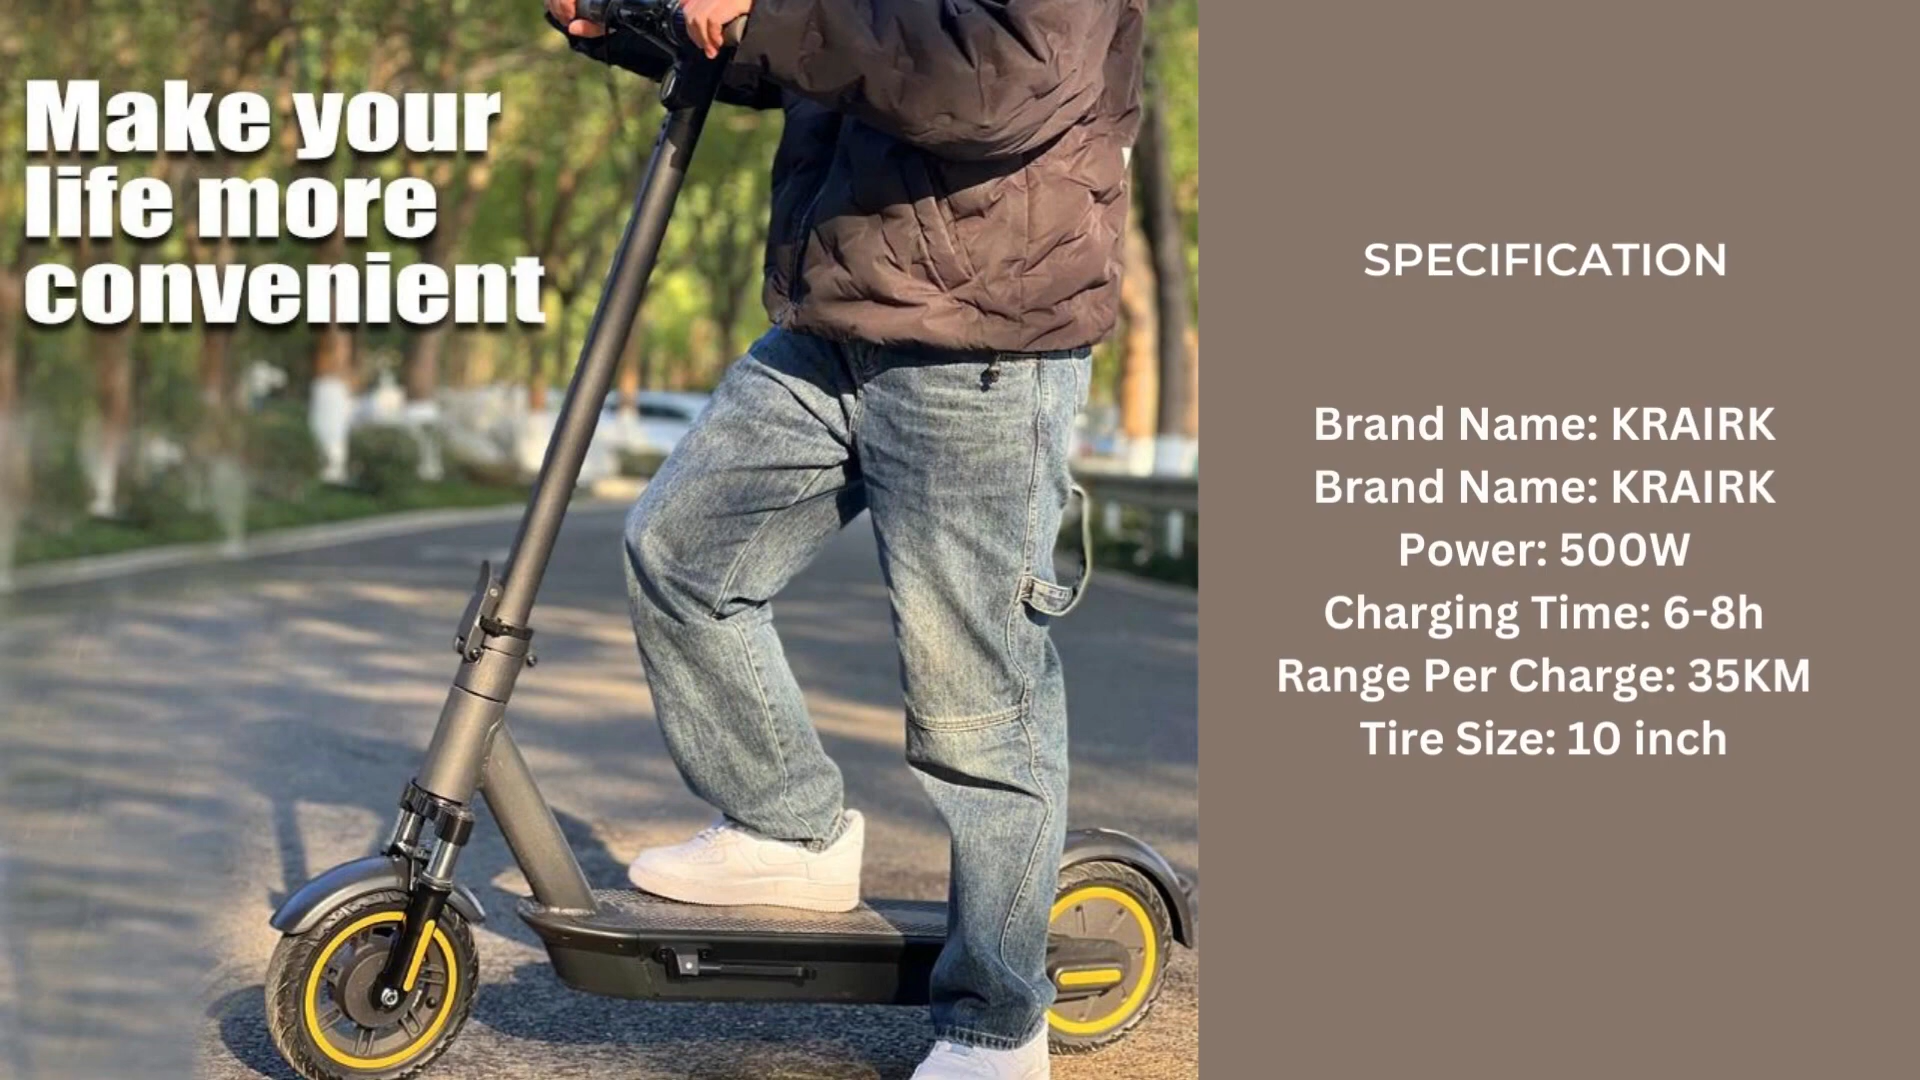 Make your
life more
convenient
SPECIFICATION
Brand Name: KRAIRK
Brand Name: KRAIRK
Power: 500W
Charging Time: 6-8h
Range Per Charge: 35KM
Tire Size: 10 inch